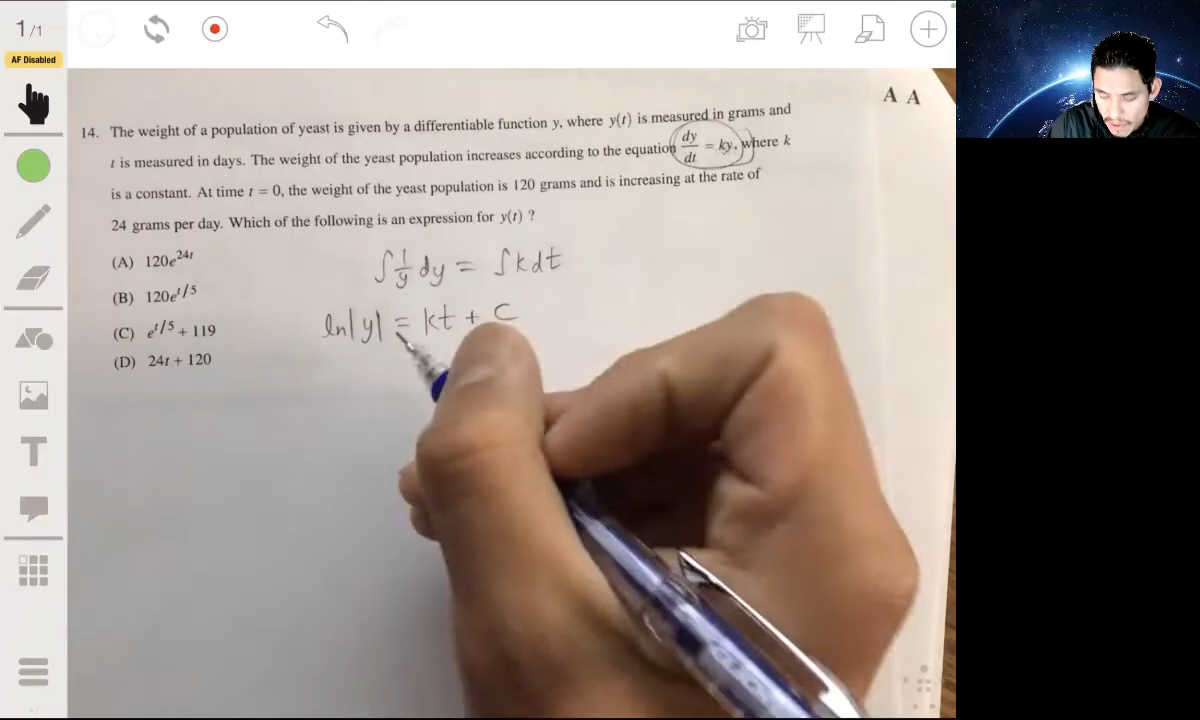 1/1
AF Disabled
T
A A
14. The weight of a population of yeast is given by a differentiable function y, where y(t) is measured in grams and
t is measured in days. The weight of the yeast population increases according to the equation dy/dt = ky, where k
is a constant. At time t = 0, the weight of the yeast population is 120 grams and is increasing at the rate of
24 grams per day. Which of the following is an expression for y(t) ?
(A) 120e^{24t}
(B) 120e^{t/5}
(C) e^{t/5} + 119
(D) 24t + 120
∫ 1/y dy = ∫ k dt
ln|y| = kt + C